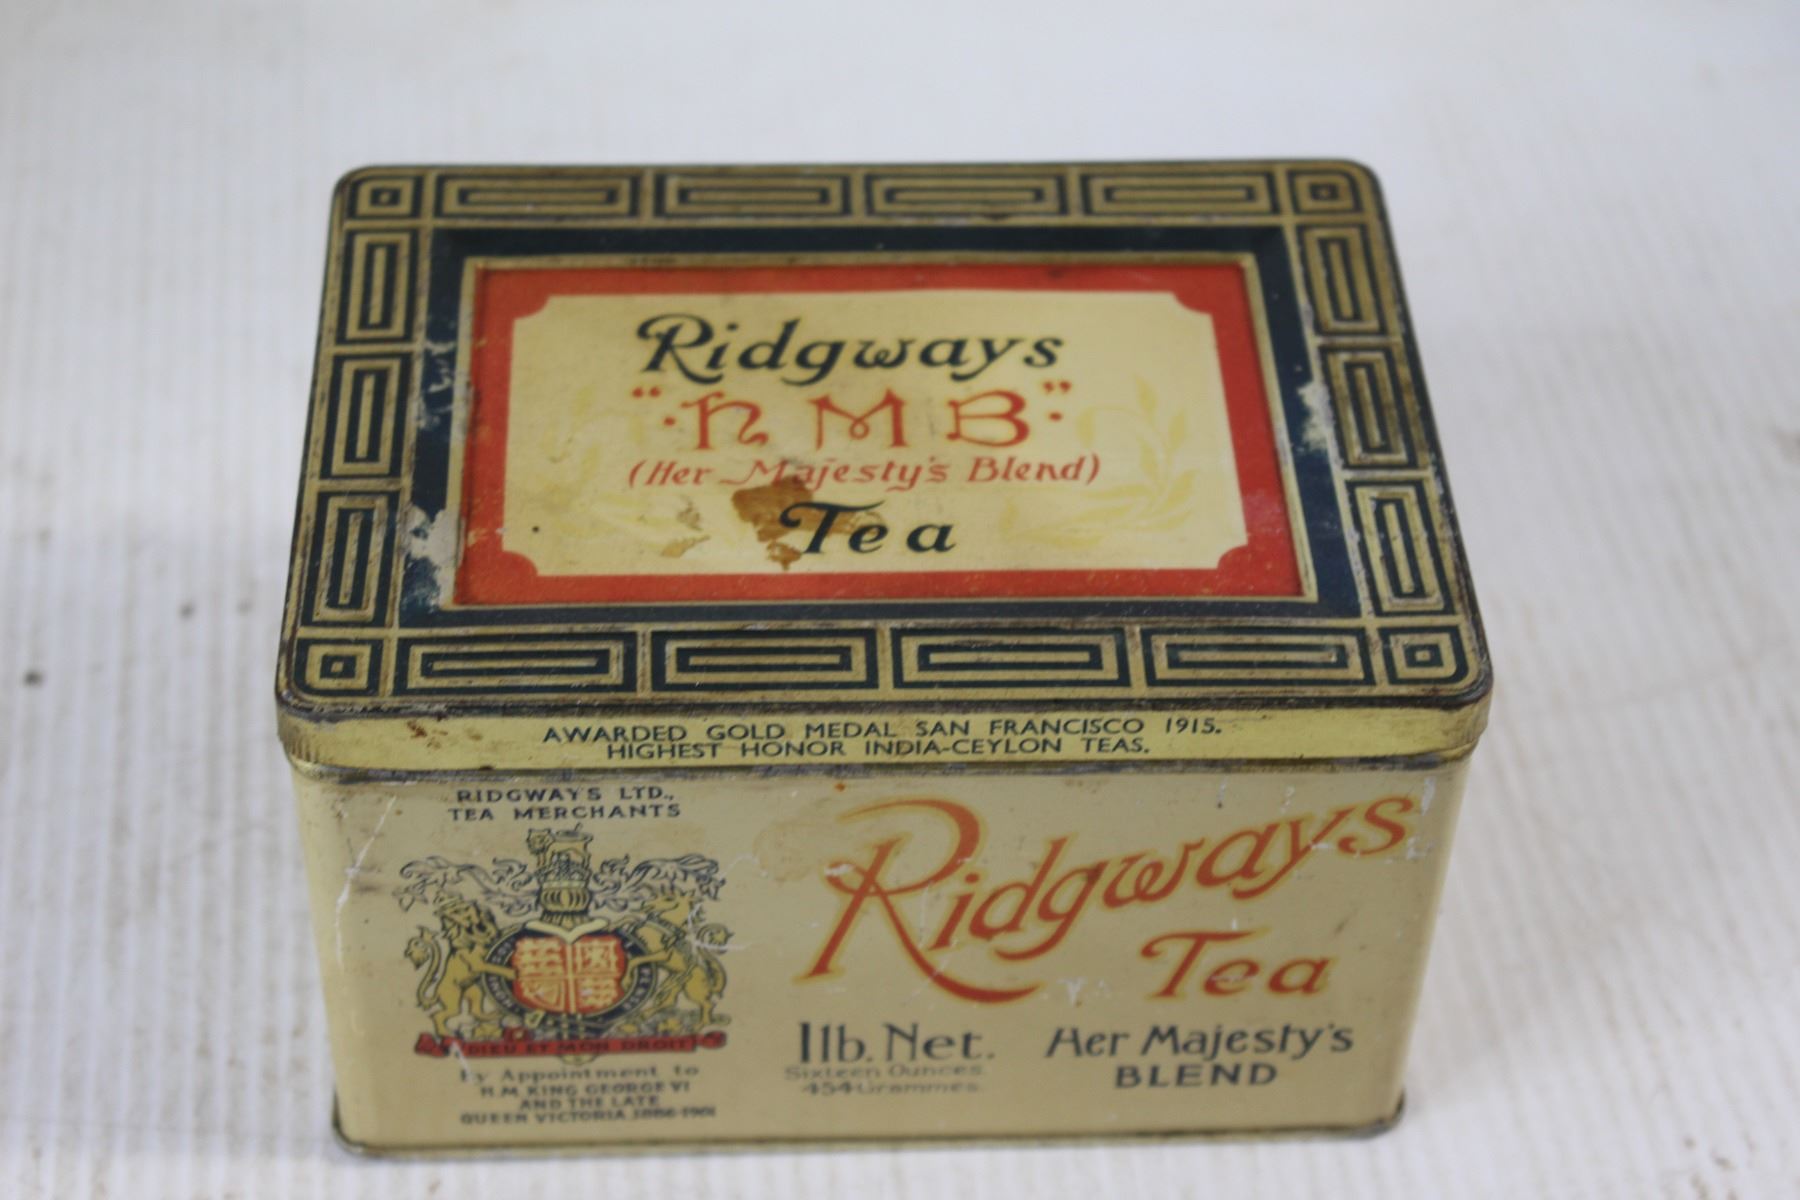 Ridgways
"·H M B·"
(Her Majesty's Blend)
Tea
AWARDED GOLD MEDAL SAN FRANCISCO 1915.
HIGHEST HONOR INDIA-CEYLON TEAS.
RIDGWAYS LTD.,
TEA MERCHANTS
DIEU ET MON DROIT
By Appointment to
H.M KING GEORGE VI
AND THE LATE
QUEEN VICTORIA 1886-1901
Ridgways
Tea
1lb. Net.
Sixteen Ounces.
454 Grammes.
Her Majesty's
BLEND